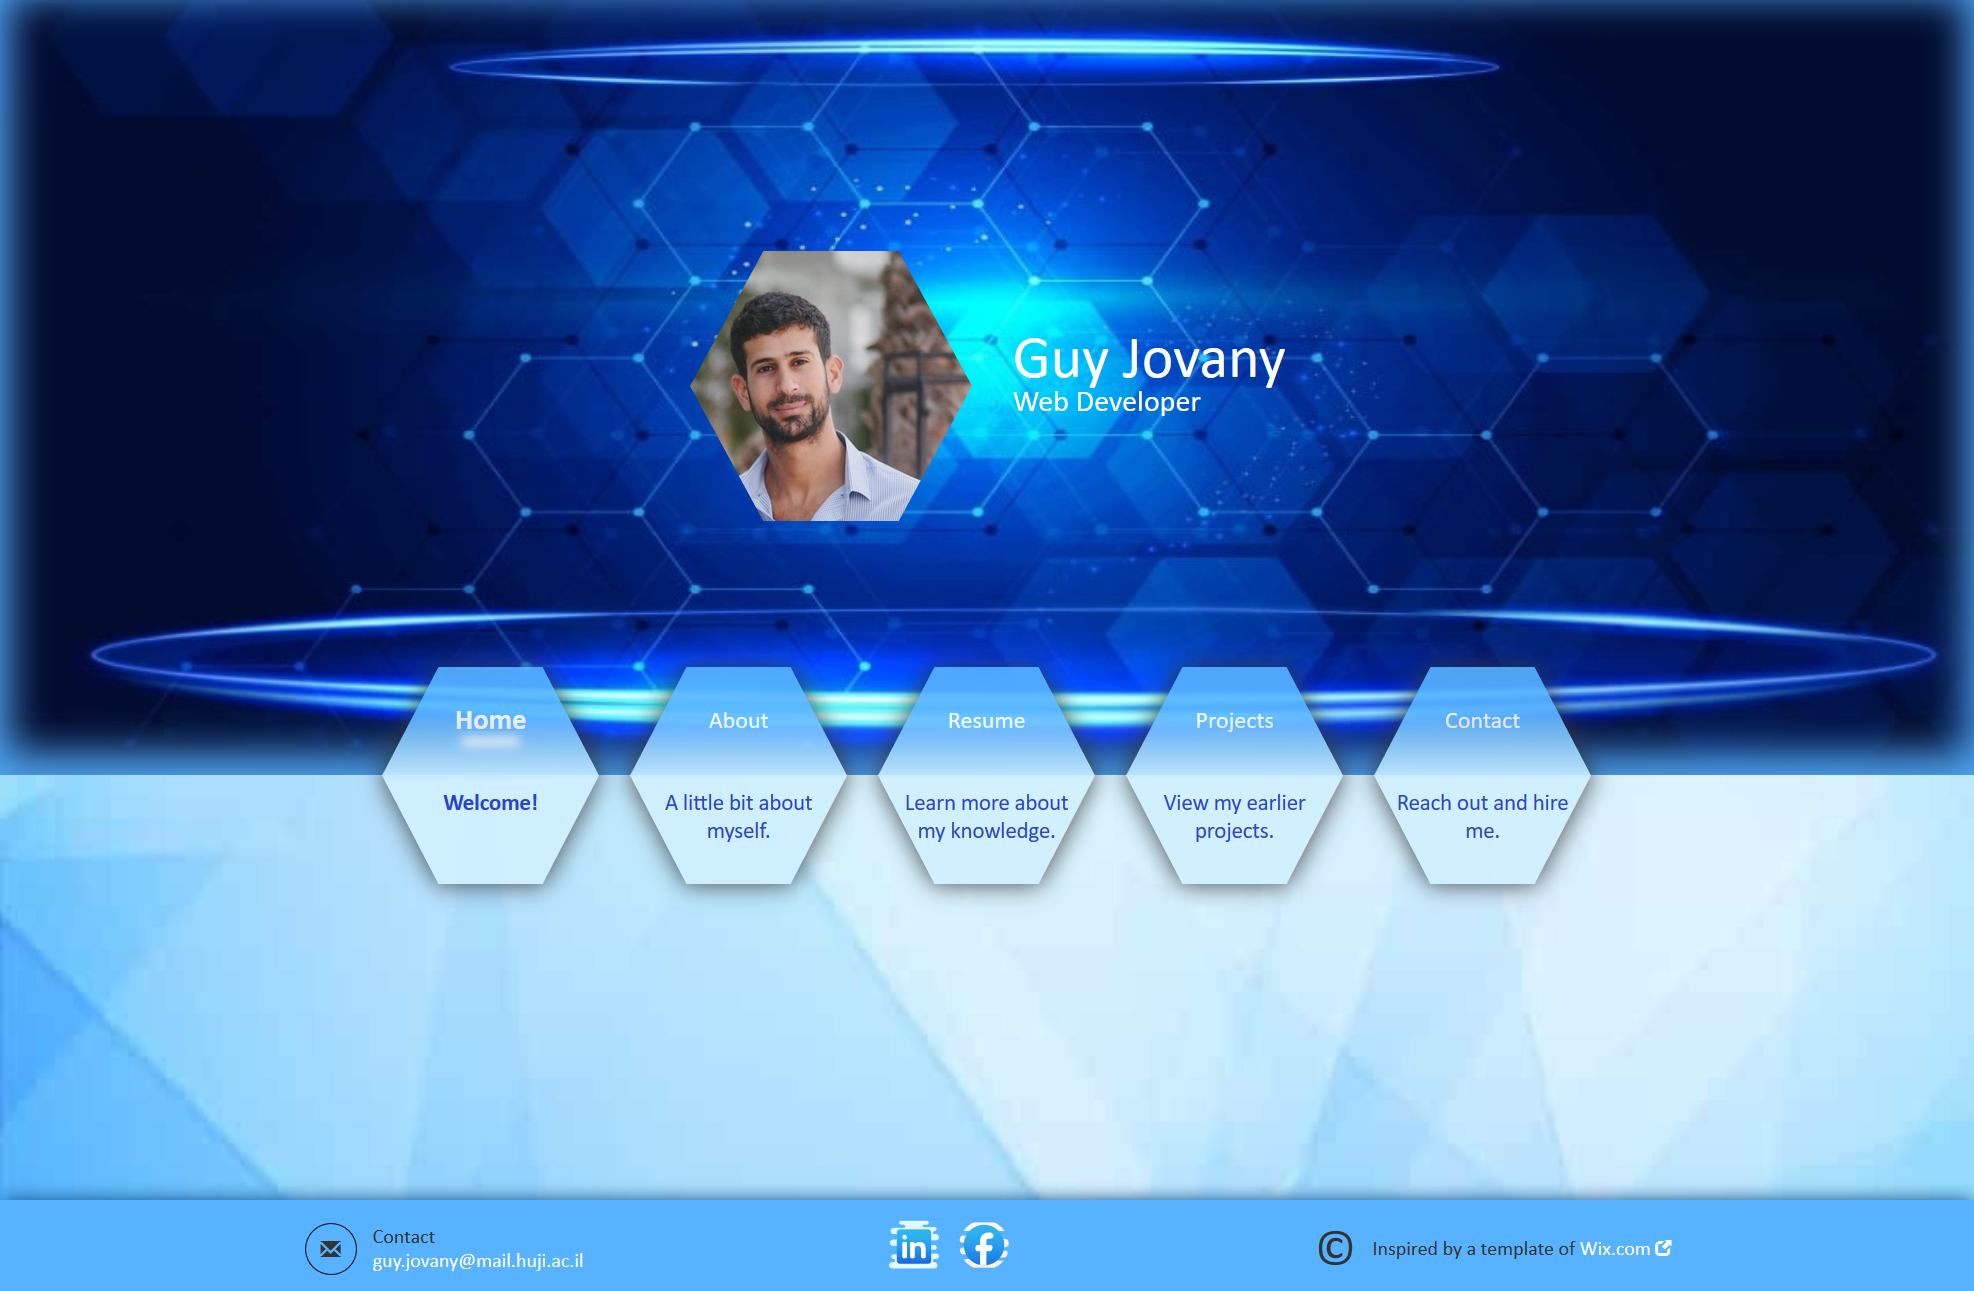 Guy Jovany
Web Developer
Home
Welcome!
About
A little bit about
myself.
Resume
Learn more about
my knowledge.
Projects
View my earlier
projects.
Contact
Reach out and hire
me.
Contact
guy.jovany@mail.huji.ac.il
in
f
© Inspired by a template of Wix.com